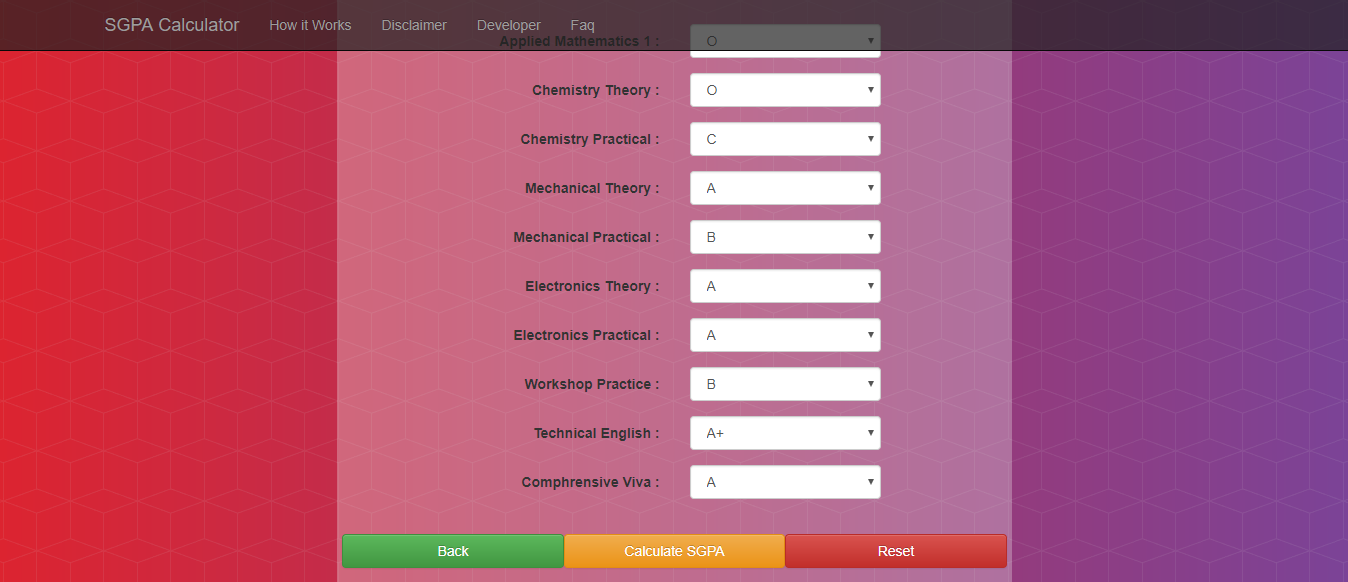 SGPA Calculator How it Works Disclaimer Developer Faq
Applied Mathematics 1 : O
Chemistry Theory : O
Chemistry Practical : C
Mechanical Theory : A
Mechanical Practical : B
Electronics Theory : A
Electronics Practical : A
Workshop Practice : B
Technical English : A+
Comphrensive Viva : A
Back Calculate SGPA Reset